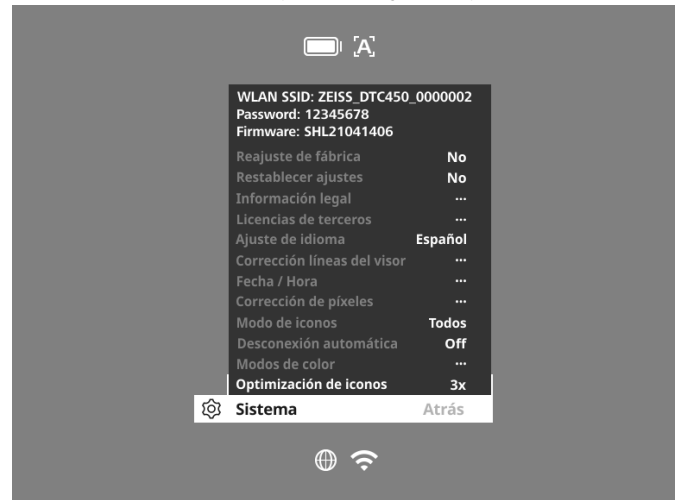 [A]
WLAN SSID: ZEISS_DTC450_0000002
Password: 12345678
Firmware: SHL21041406
Reajuste de fábrica No
Restablecer ajustes No
Información legal ...
Licencias de terceros ...
Ajuste de idioma Español
Corrección líneas del visor ...
Fecha / Hora ...
Corrección de píxeles ...
Modo de iconos Todos
Desconexión automática Off
Modos de color ...
Optimización de iconos 3x
Sistema Atrás